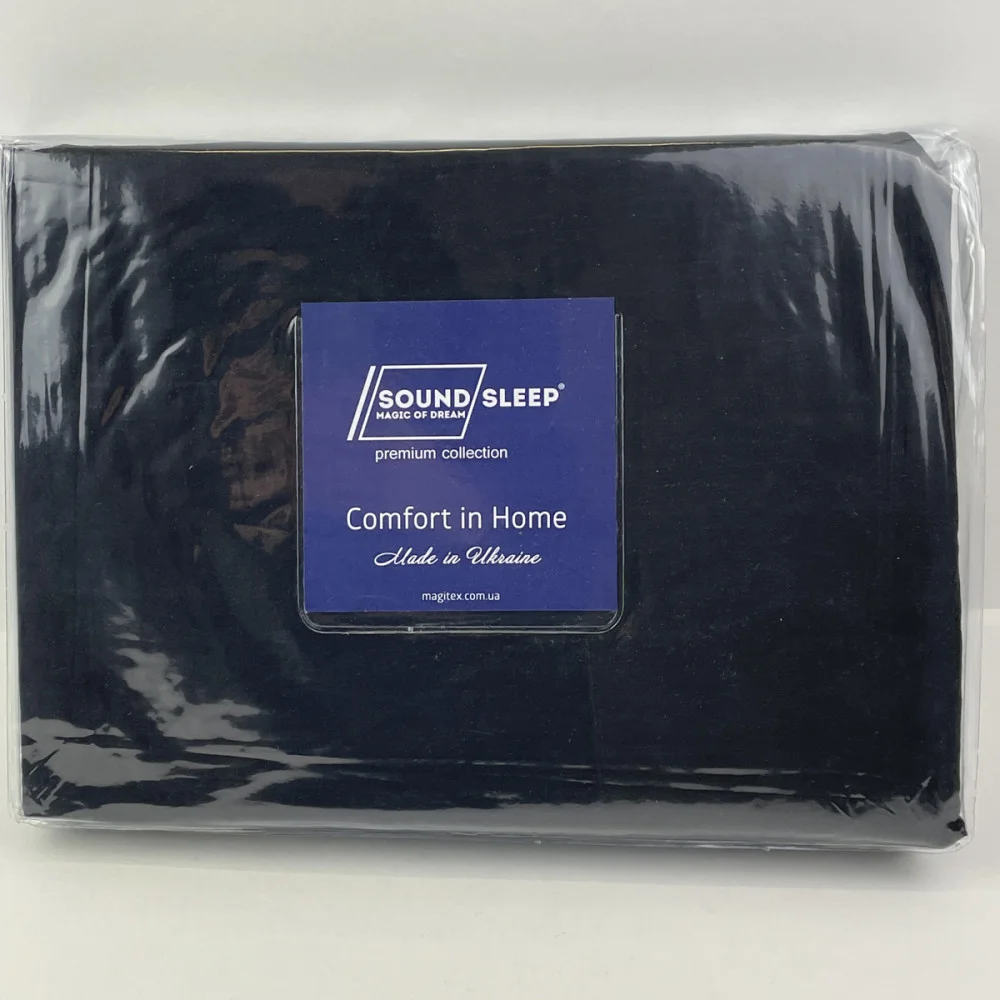 SOUND SLEEP®
MAGIC OF DREAM
premium collection
Comfort in Home
Made in Ukraine
magitex.com.ua